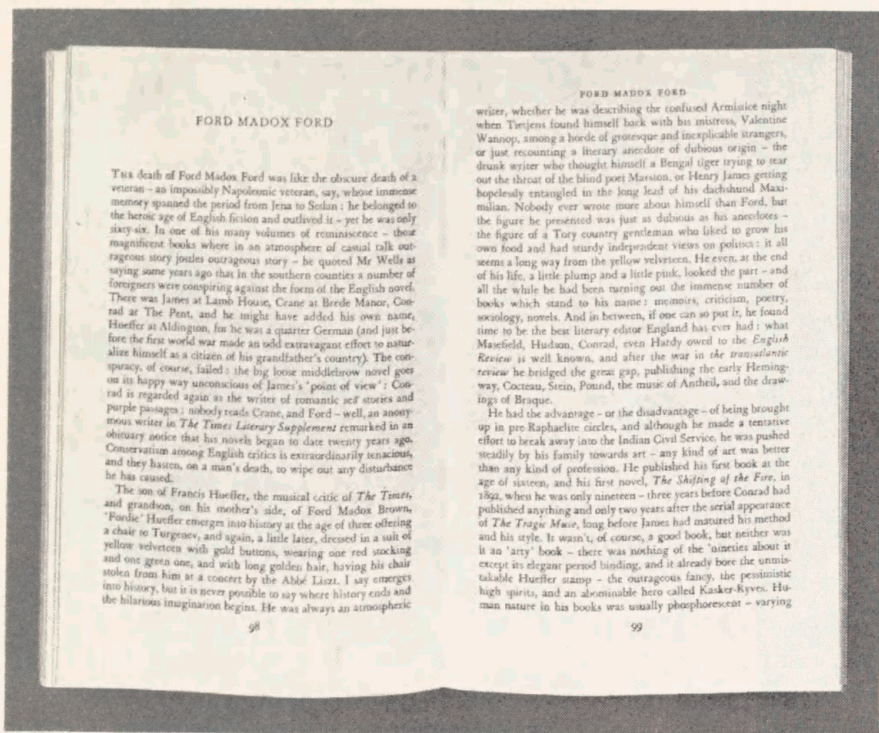 FORD MADOX FORD
THE death of Ford Madox Ford was like the obscure death of a
veteran – an impossibly Napoleonic veteran, say, whose immense
memory spanned the period from Jena to Sedan : he belonged to
the heroic age of English fiction and outlived it – yet he was only
sixty-six. In one of his many volumes of reminiscence – those
magnificent books where in an atmosphere of casual talk out-
rageous story jostles outrageous story – he quoted Mr Wells as
saying some years ago that in the southern counties a number of
foreigners were conspiring against the form of the English novel.
There was James at Lamb House, Crane at Brede Manor, Con-
rad at The Pent, and he might have added his own name,
Hueffer at Aldington, for he was a quarter German (and just be-
fore the first world war made an odd extravagant effort to natur-
alize himself as a citizen of his grandfather's country). The con-
spiracy, of course, failed : the big loose middlebrow novel goes
on its happy way unconscious of James's 'point of view' : Con-
rad is regarded again as the writer of romantic sea stories and
purple passages ; nobody reads Crane, and Ford – well, an anony-
mous writer in The Times Literary Supplement remarked in an
obituary notice that his novels began to date twenty years ago.
Conservatism among English critics is extraordinarily tenacious,
and they hasten, on a man's death, to wipe out any disturbance
he has caused.
The son of Francis Hueffer, the musical critic of The Times,
and grandson, on his mother's side, of Ford Madox Brown,
'Fordie' Hueffer emerges into history at the age of three offering
a chair to Turgenev, and again, a little later, dressed in a suit of
yellow velveteen with gold buttons, wearing one red stocking
and one green one, and with long golden hair, having his chair
stolen from him at a concert by the Abbé Liszt. I say emerges
into history, but it is never possible to say where history ends and
the hilarious imagination begins. He was always an atmospheric
98
FORD MADOX FORD
writer, whether he was describing the confused Armistice night
when Tietjens found himself back with his mistress, Valentine
Wannop, among a horde of grotesque and inexplicable strangers,
or just recounting a literary anecdote of dubious origin – the
drunk writer who thought himself a Bengal tiger trying to tear
out the throat of the blind poet Marston, or Henry James getting
hopelessly entangled in the long lead of his dachshund Maxi-
milian. Nobody ever wrote more about himself than Ford, but
the figure he presented was just as dubious as his anecdotes –
the figure of a Tory country gentleman who liked to grow his
own food and had sturdy independent views on politics : it all
seems a long way from the yellow velveteen. He even, at the end
of his life, a little plump and a little pink, looked the part – and
all the while he had been turning out the immense number of
books which stand to his name : memoirs, criticism, poetry,
sociology, novels. And in between, if one can so put it, he found
time to be the best literary editor England has ever had : what
Masefield, Hudson, Conrad, even Hardy owed to the English
Review is well known, and after the war in the transatlantic
review he bridged the great gap, publishing the early Heming-
way, Cocteau, Stein, Pound, the music of Antheil, and the draw-
ings of Braque.
He had the advantage – or the disadvantage – of being brought
up in pre-Raphaelite circles, and although he made a tentative
effort to break away into the Indian Civil Service, he was pushed
steadily by his family towards art – any kind of art was better
than any kind of profession. He published his first book at the
age of sixteen, and his first novel, The Shifting of the Fire, in
1892, when he was only nineteen – three years before Conrad had
published anything and only two years after the serial appearance
of The Tragic Muse, long before James had matured his method
and his style. It wasn't, of course, a good book, but neither was
it an 'arty' book – there was nothing of the 'nineties about it
except its elegant period binding, and it already bore the unmis-
takable Hueffer stamp – the outrageous fancy, the pessimistic
high spirits, and an abominable hero called Kasker-Ryves. Hu-
man nature in his books was usually phosphorescent – varying
99